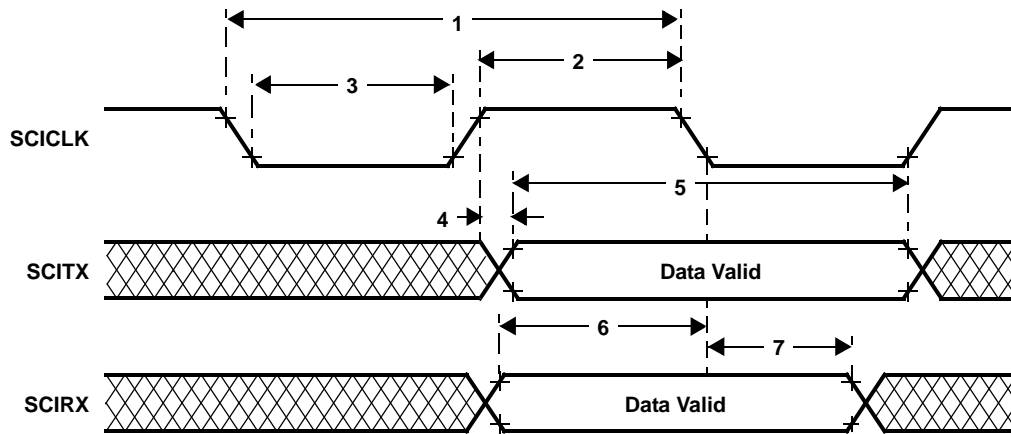 1
2
3
SCICLK
5
4
SCITX
Data Valid
6
7
SCIRX
Data Valid